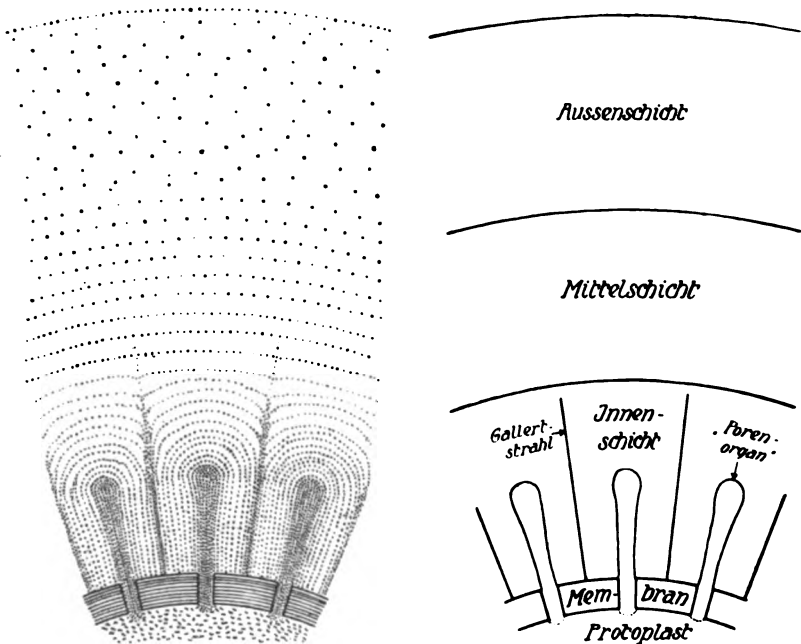 Aussenschicht
Mittelschicht
Gallert-
strahl
Innen-
schicht
„Poren-
organ"
Mem-
bran
Protoplast